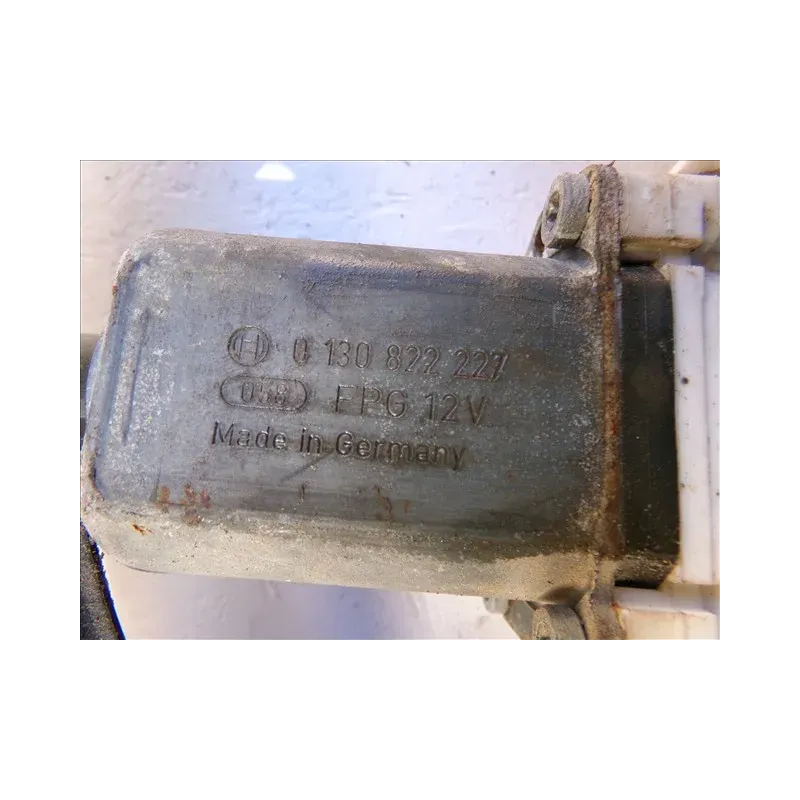 0 130 822 227
058 FPG 12V
Made in Germany